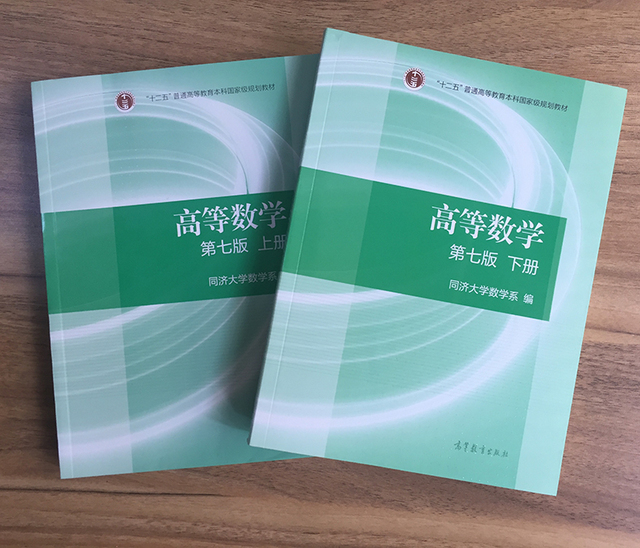 “十二五”普通高等教育本科国家级规划教材
高等数学
第七版 上册
同济大学数学系
“十二五”普通高等教育本科国家级规划教材
高等数学
第七版 下册
同济大学数学系 编
高等教育出版社